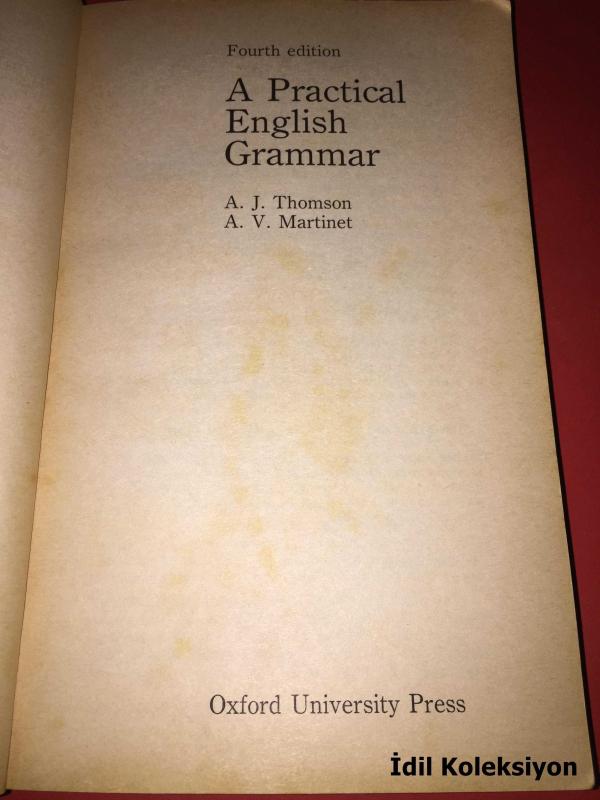 Fourth edition
A Practical
English
Grammar
A. J. Thomson
A. V. Martinet
Oxford University Press
İdil Koleksiyon